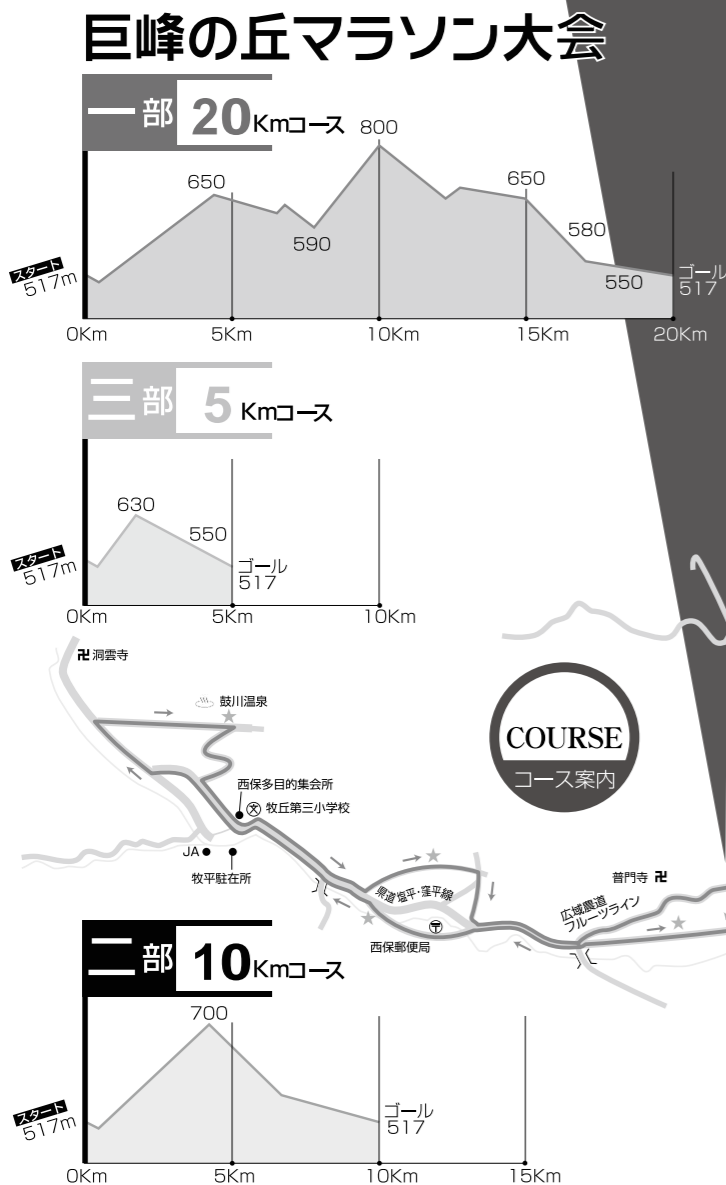 巨峰の丘マラソン大会
一部 20Kmコース
800
650
650
590
580
550
スタート
517m
ゴール
517
0Km 5Km 10Km 15Km 20Km
三部 5 Kmコース
630
550
スタート
517m
ゴール
517
0Km 5Km 10Km
卍 洞雲寺
鼓川温泉
COURSE
コース案内
西保多目的集会所
文 牧丘第三小学校
JA
牧平駐在所
県道塩平・窪平線
普門寺 卍
広域農道
フルーツライン
〒
西保郵便局
二部 10Kmコース
700
スタート
517m
ゴール
517
0Km 5Km 10Km 15Km